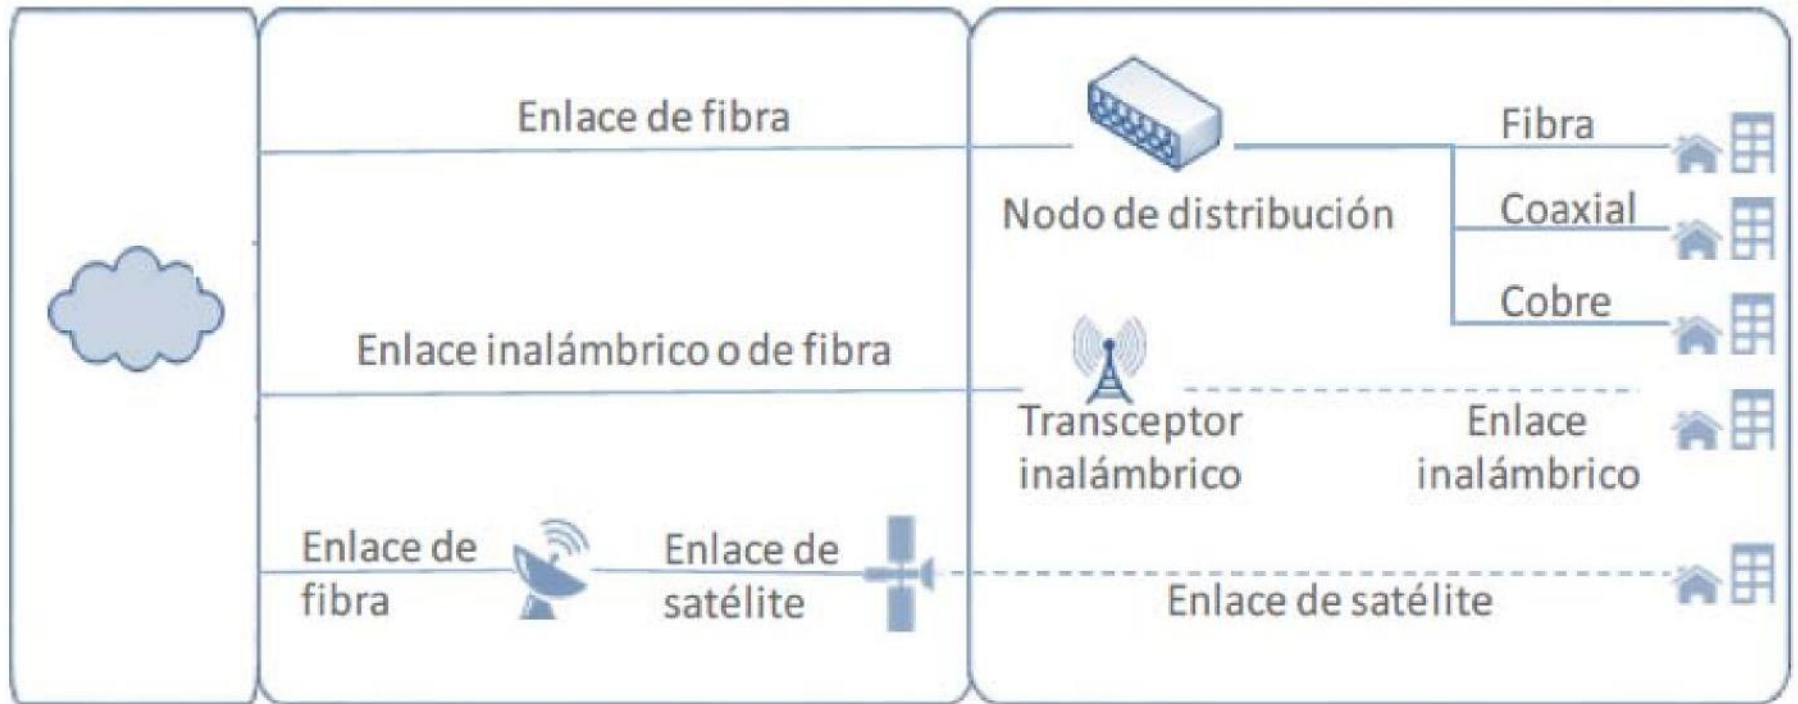 Enlace de fibra
Fibra
Nodo de distribución
Coaxial
Cobre
Enlace inalámbrico o de fibra
Transceptor
inalámbrico
Enlace
inalámbrico
Enlace de
fibra
Enlace de
satélite
Enlace de satélite